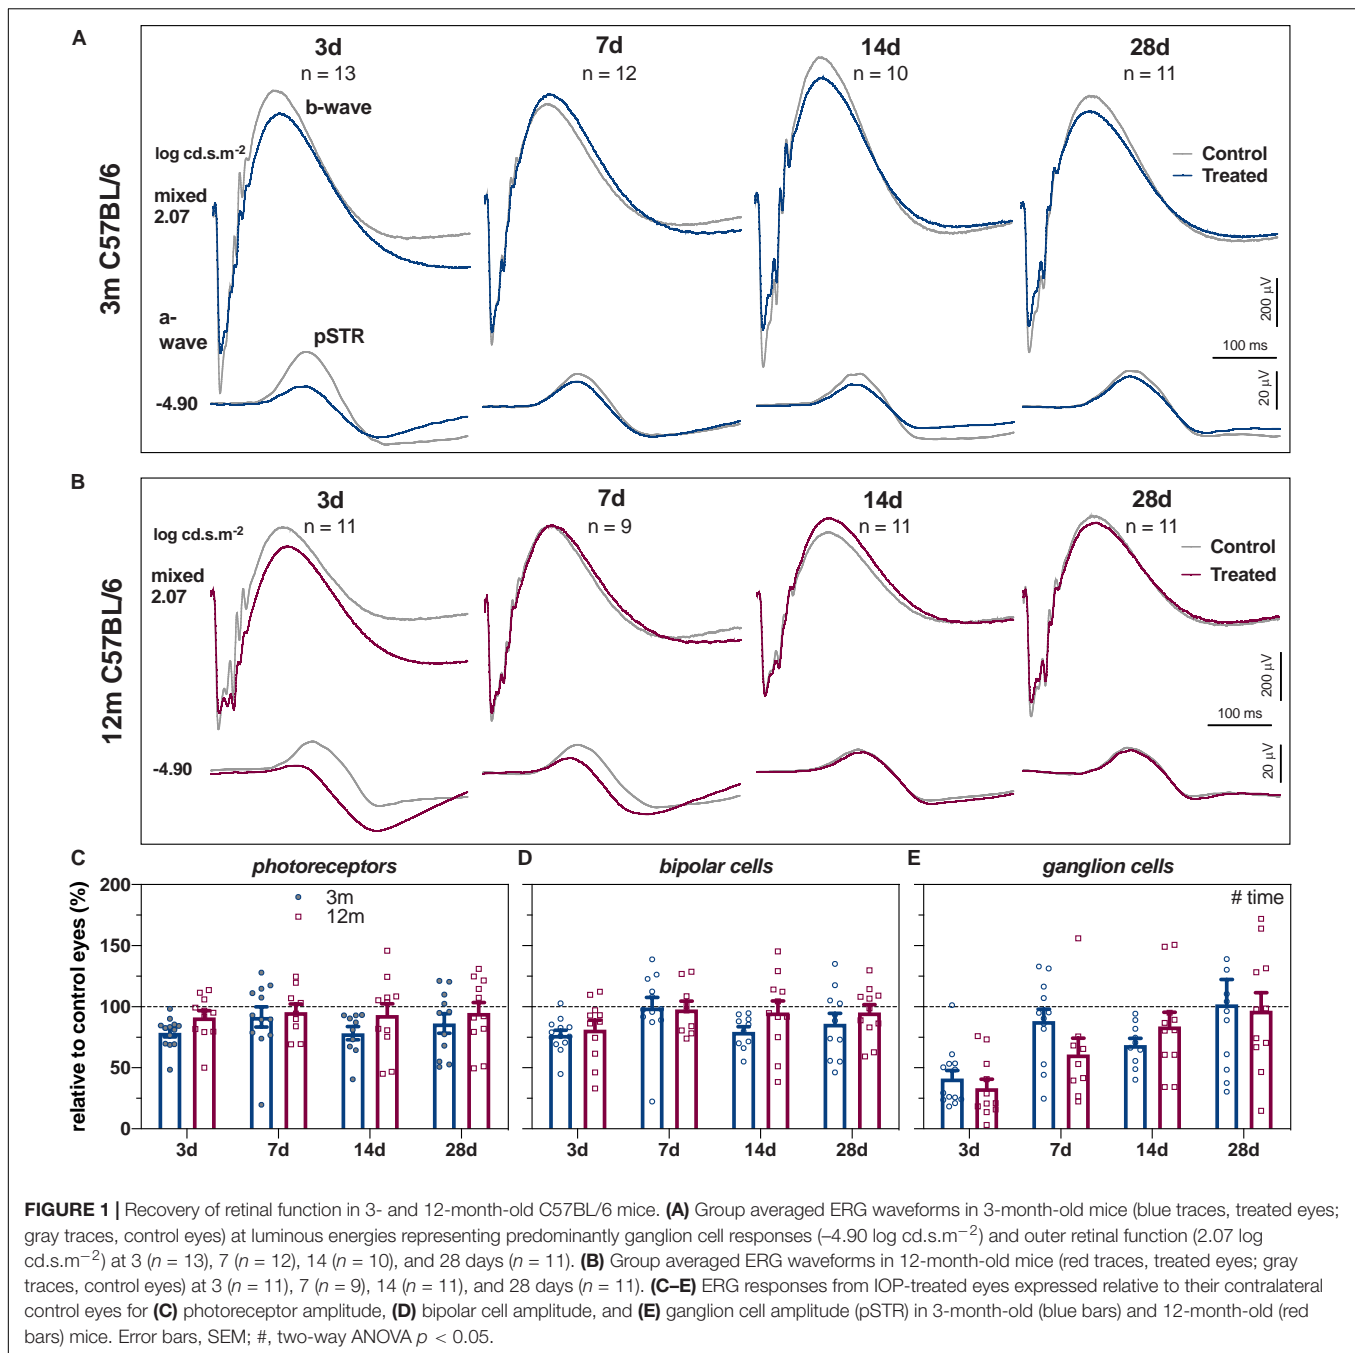 A
3d
7d
14d
28d
n = 13
n = 12
n = 10
n = 11
b-wave
log cd.s.m-2
mixed
2.07
Control
Treated
3m C57BL/6
a-
wave
pSTR
200 µV
100 ms
-4.90
20 µV
B
3d
7d
14d
28d
n = 11
n = 9
n = 11
n = 11
log cd.s.m-2
mixed
2.07
Control
Treated
12m C57BL/6
200 µV
100 ms
-4.90
20 µV
C
photoreceptors
D
bipolar cells
E
ganglion cells
relative to control eyes (%)
200
150
100
50
0
3m
12m
# time
3d 7d 14d 28d
3d 7d 14d 28d
3d 7d 14d 28d
FIGURE 1 | Recovery of retinal function in 3- and 12-month-old C57BL/6 mice. (A) Group averaged ERG waveforms in 3-month-old mice (blue traces, treated eyes;
gray traces, control eyes) at luminous energies representing predominantly ganglion cell responses (–4.90 log cd.s.m−2) and outer retinal function (2.07 log
cd.s.m−2) at 3 (n = 13), 7 (n = 12), 14 (n = 10), and 28 days (n = 11). (B) Group averaged ERG waveforms in 12-month-old mice (red traces, treated eyes; gray
traces, control eyes) at 3 (n = 11), 7 (n = 9), 14 (n = 11), and 28 days (n = 11). (C–E) ERG responses from IOP-treated eyes expressed relative to their contralateral
control eyes for (C) photoreceptor amplitude, (D) bipolar cell amplitude, and (E) ganglion cell amplitude (pSTR) in 3-month-old (blue bars) and 12-month-old (red
bars) mice. Error bars, SEM; #, two-way ANOVA p < 0.05.